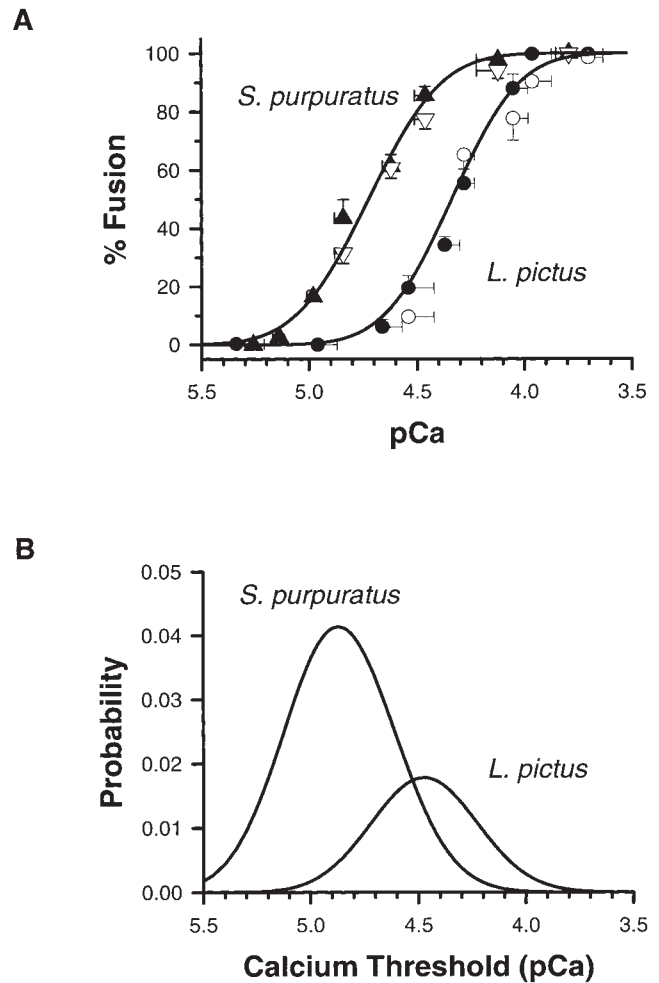 A
100
80
60
40
20
0
% Fusion
S. purpuratus
L. pictus
5.5 5.0 4.5 4.0 3.5
pCa
B
0.05
0.04
0.03
0.02
0.01
0.00
Probability
S. purpuratus
L. pictus
5.5 5.0 4.5 4.0 3.5
Calcium Threshold (pCa)